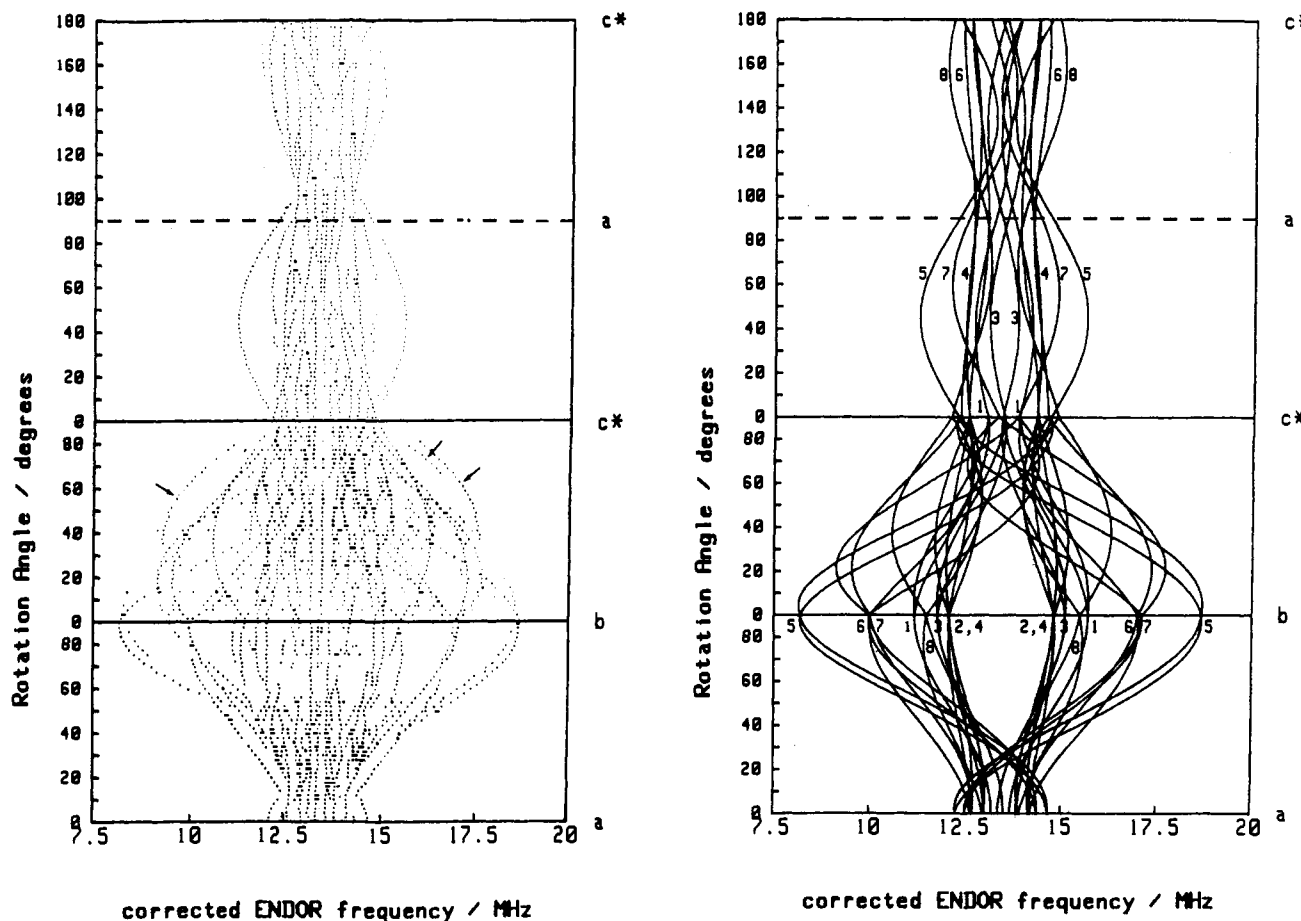 180 c*
160
140
120
100
a
80
60
40
20
0 c*
80
60
40
20
0 b
80
60
40
20
0 a
7.5 10 12.5 15 17.5 20
Rotation Angle / degrees
corrected ENDOR frequency / MHz
180 c*
160
8 6 6 8
140
120
100
a
80
5 7 4 4 7 5
60
3 3
40
20
1 1
0 c*
80
60
40
20
0 b
5 6 7 1 3 2,4 2,4 3 1 6 7 5
8 8
80
60
40
20
0 a
7.5 10 12.5 15 17.5 20
Rotation Angle / degrees
corrected ENDOR frequency / MHz